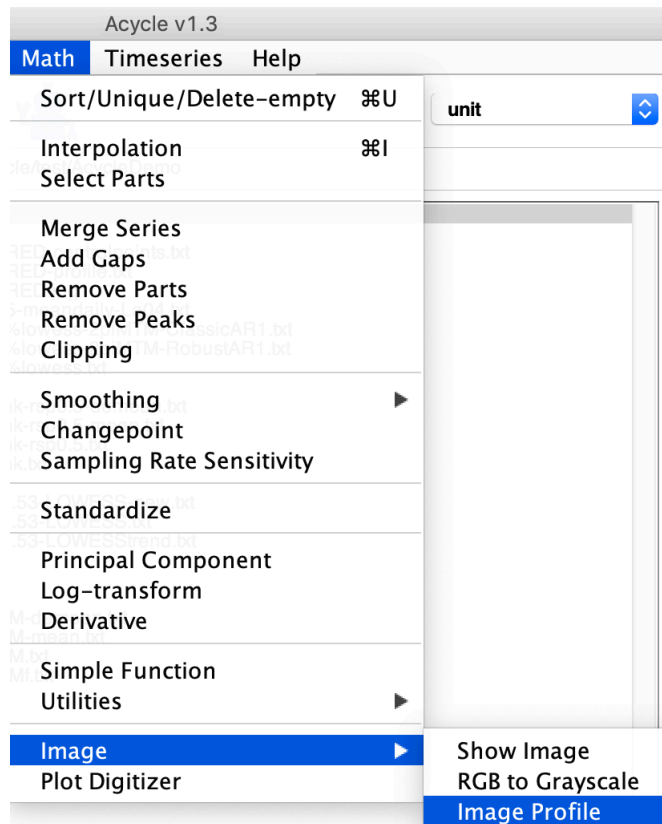 Acycle v1.3
Math Timeseries Help
Sort/Unique/Delete-empty ⌘U
unit
Interpolation ⌘I
Select Parts
Merge Series
Add Gaps
Remove Parts
Remove Peaks
Clipping
Smoothing
Changepoint
Sampling Rate Sensitivity
Standardize
Principal Component
Log-transform
Derivative
Simple Function
Utilities
Image
Plot Digitizer
Show Image
RGB to Grayscale
Image Profile